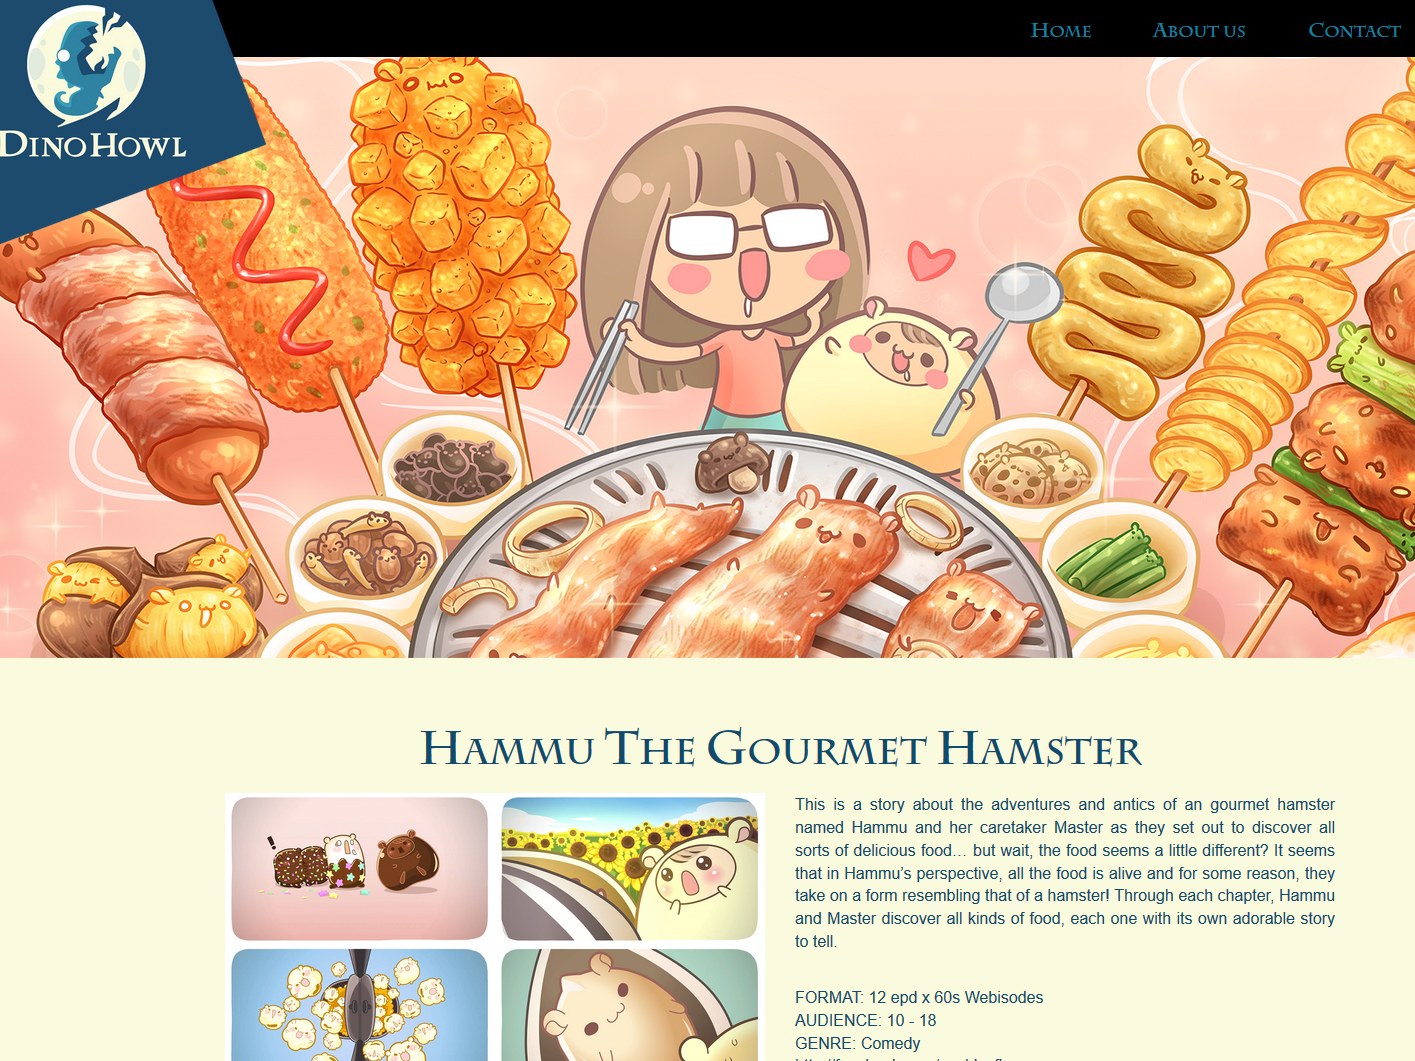 DINOHOWL
HOME
ABOUT US
CONTACT
HAMMU THE GOURMET HAMSTER
This is a story about the adventures and antics of an gourmet hamster
named Hammu and her caretaker Master as they set out to discover all
sorts of delicious food… but wait, the food seems a little different? It seems
that in Hammu’s perspective, all the food is alive and for some reason, they
take on a form resembling that of a hamster! Through each chapter, Hammu
and Master discover all kinds of food, each one with its own adorable story
to tell.
FORMAT: 12 epd x 60s Webisodes
AUDIENCE: 10 - 18
GENRE: Comedy